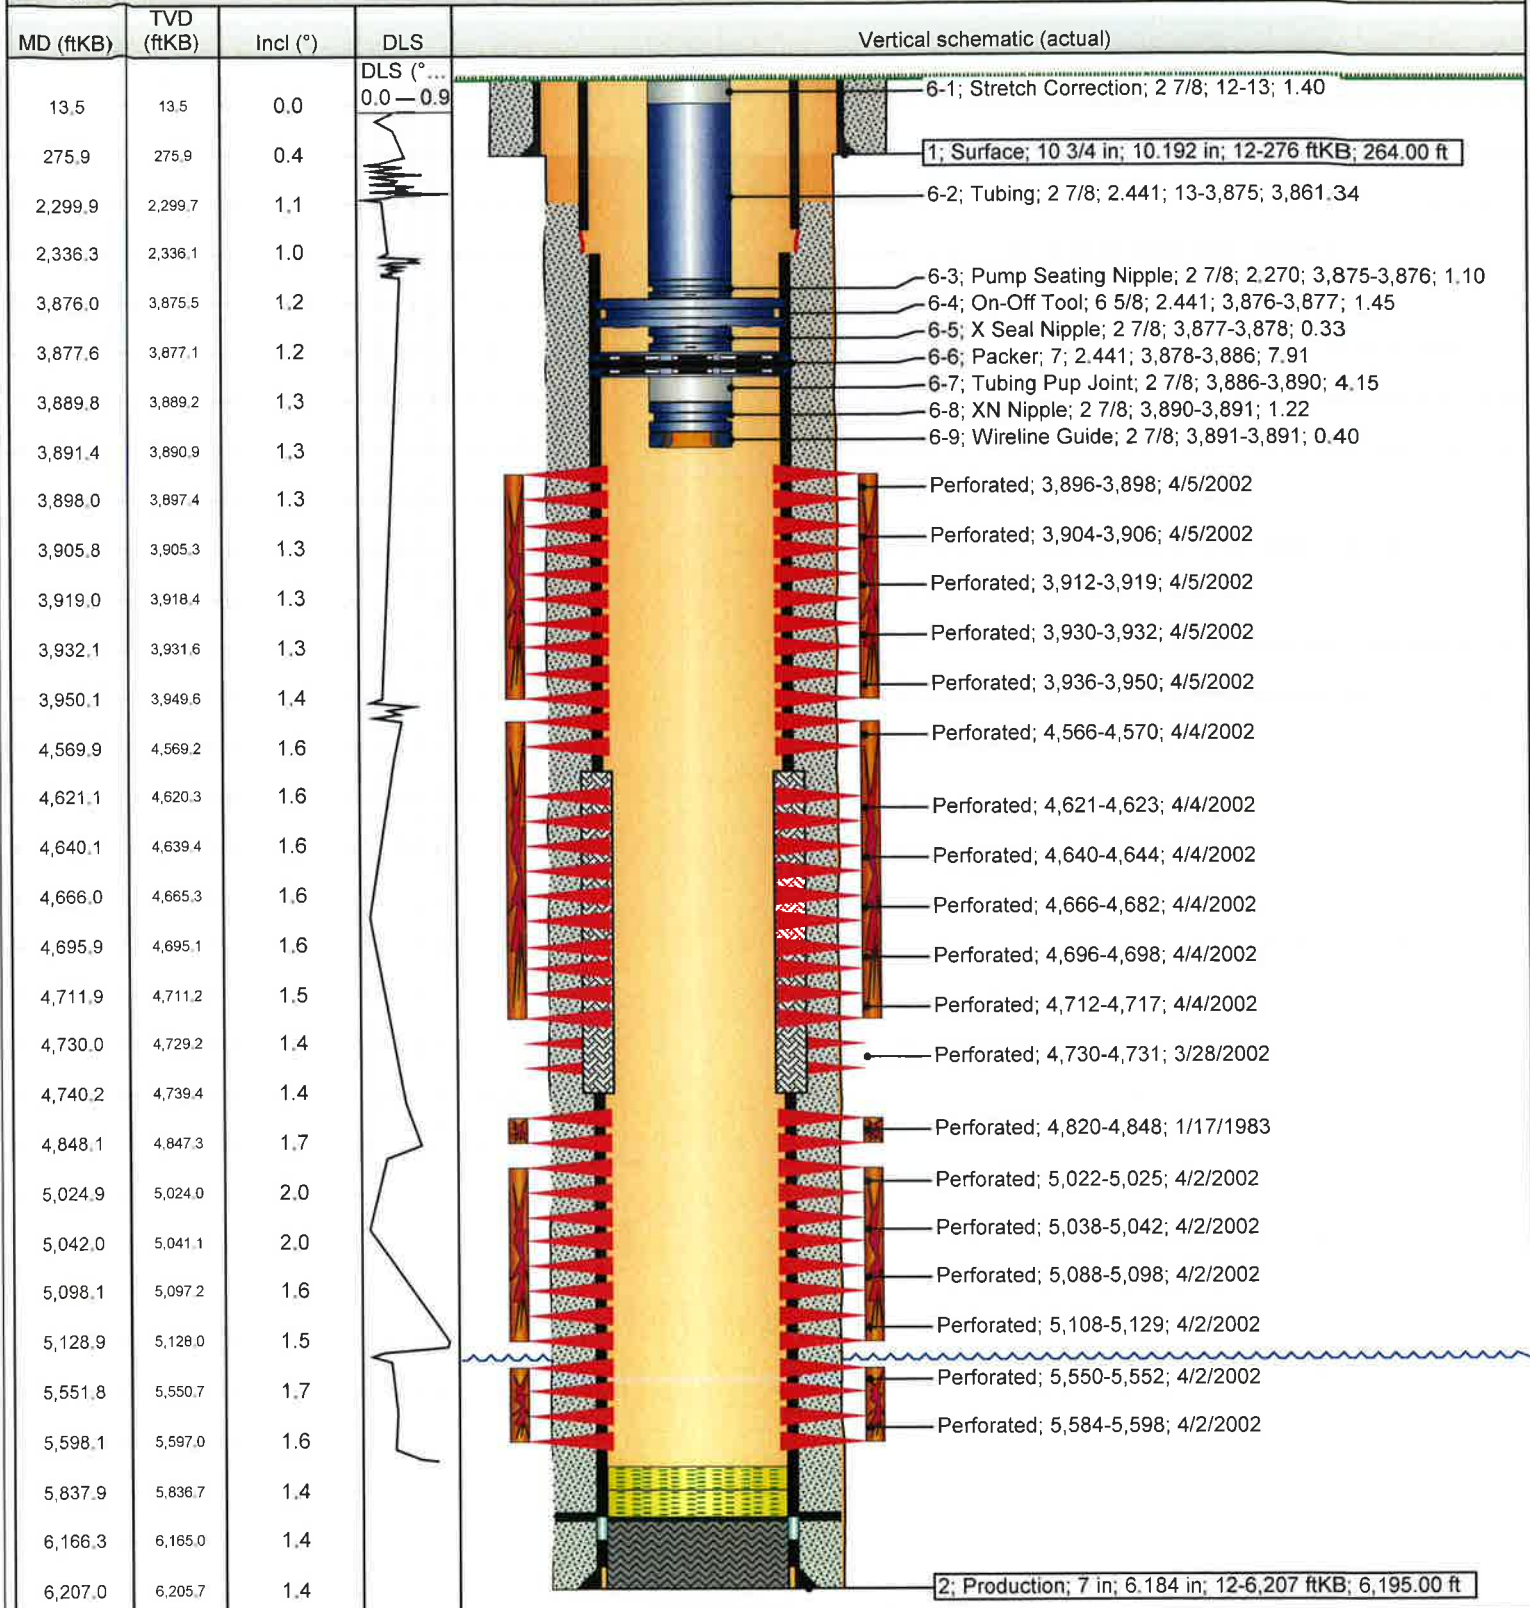 MD (ftKB) TVD (ftKB) Incl (°) DLS Vertical schematic (actual)
DLS (°...
0.0 — 0.9
13.5 13.5 0.0
275.9 275.9 0.4
2,299.9 2,299.7 1.1
2,336.3 2,336.1 1.0
3,876.0 3,875.5 1.2
3,877.6 3,877.1 1.2
3,889.8 3,889.2 1.3
3,891.4 3,890.9 1.3
3,898.0 3,897.4 1.3
3,905.8 3,905.3 1.3
3,919.0 3,918.4 1.3
3,932.1 3,931.6 1.3
3,950.1 3,949.6 1.4
4,569.9 4,569.2 1.6
4,621.1 4,620.3 1.6
4,640.1 4,639.4 1.6
4,666.0 4,665.3 1.6
4,695.9 4,695.1 1.6
4,711.9 4,711.2 1.5
4,730.0 4,729.2 1.4
4,740.2 4,739.4 1.4
4,848.1 4,847.3 1.7
5,024.9 5,024.0 2.0
5,042.0 5,041.1 2.0
5,098.1 5,097.2 1.6
5,128.9 5,128.0 1.5
5,551.8 5,550.7 1.7
5,598.1 5,597.0 1.6
5,837.9 5,836.7 1.4
6,166.3 6,165.0 1.4
6,207.0 6,205.7 1.4
6-1; Stretch Correction; 2 7/8; 12-13; 1.40
1; Surface; 10 3/4 in; 10.192 in; 12-276 ftKB; 264.00 ft
6-2; Tubing; 2 7/8; 2.441; 13-3,875; 3,861.34
6-3; Pump Seating Nipple; 2 7/8; 2.270; 3,875-3,876; 1.10
6-4; On-Off Tool; 6 5/8; 2.441; 3,876-3,877; 1.45
6-5; X Seal Nipple; 2 7/8; 3,877-3,878; 0.33
6-6; Packer; 7; 2.441; 3,878-3,886; 7.91
6-7; Tubing Pup Joint; 2 7/8; 3,886-3,890; 4.15
6-8; XN Nipple; 2 7/8; 3,890-3,891; 1.22
6-9; Wireline Guide; 2 7/8; 3,891-3,891; 0.40
Perforated; 3,896-3,898; 4/5/2002
Perforated; 3,904-3,906; 4/5/2002
Perforated; 3,912-3,919; 4/5/2002
Perforated; 3,930-3,932; 4/5/2002
Perforated; 3,936-3,950; 4/5/2002
Perforated; 4,566-4,570; 4/4/2002
Perforated; 4,621-4,623; 4/4/2002
Perforated; 4,640-4,644; 4/4/2002
Perforated; 4,666-4,682; 4/4/2002
Perforated; 4,696-4,698; 4/4/2002
Perforated; 4,712-4,717; 4/4/2002
Perforated; 4,730-4,731; 3/28/2002
Perforated; 4,820-4,848; 1/17/1983
Perforated; 5,022-5,025; 4/2/2002
Perforated; 5,038-5,042; 4/2/2002
Perforated; 5,088-5,098; 4/2/2002
Perforated; 5,108-5,129; 4/2/2002
Perforated; 5,550-5,552; 4/2/2002
Perforated; 5,584-5,598; 4/2/2002
2; Production; 7 in; 6.184 in; 12-6,207 ftKB; 6,195.00 ft